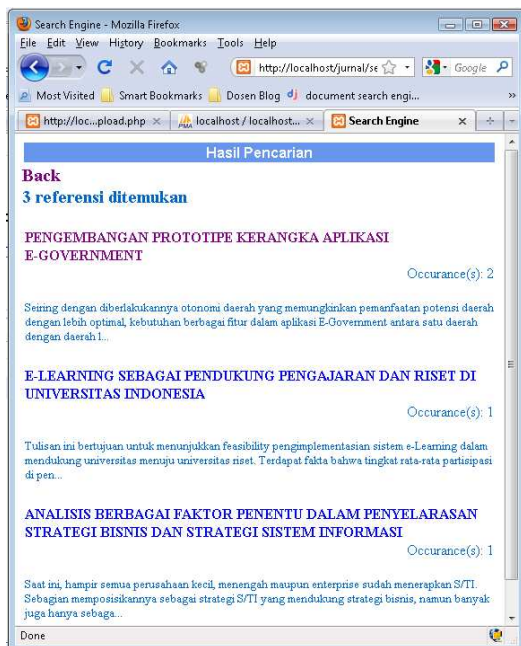 Search Engine - Mozilla Firefox
File Edit View History Bookmarks Tools Help
http://localhost/jurnal/se
Google
Most Visited Smart Bookmarks Dosen Blog document search engi... »
http://loc...pload.php localhost / localhost... Search Engine
Hasil Pencarian
Back
3 referensi ditemukan
PENGEMBANGAN PROTOTIPE KERANGKA APLIKASI
E-GOVERNMENT
Occurance(s): 2
Seiring dengan diberlakukannya otonomi daerah yang memungkinkan pemanfaatan potensi daerah
dengan lebih optimal, kebutuhan berbagai fitur dalam aplikasi E-Government antara satu daerah
dengan daerah l...
E-LEARNING SEBAGAI PENDUKUNG PENGAJARAN DAN RISET DI
UNIVERSITAS INDONESIA
Occurance(s): 1
Tulisan ini bertujuan untuk menunjukkan feasibility pengimplementasian sistem e-Learning dalam
mendukung universitas menuju universitas riset. Terdapat fakta bahwa tingkat rata-rata partisipasi
di pen...
ANALISIS BERBAGAI FAKTOR PENENTU DALAM PENYELARASAN
STRATEGI BISNIS DAN STRATEGI SISTEM INFORMASI
Occurance(s): 1
Saat ini, hampir semua perusahaan kecil, menengah maupun enterprise sudah menerapkan S/TI.
Sebagian memposisikannya sebagai strategi S/TI yang mendukung strategi bisnis, namun banyak
juga hanya sebaga...
Done